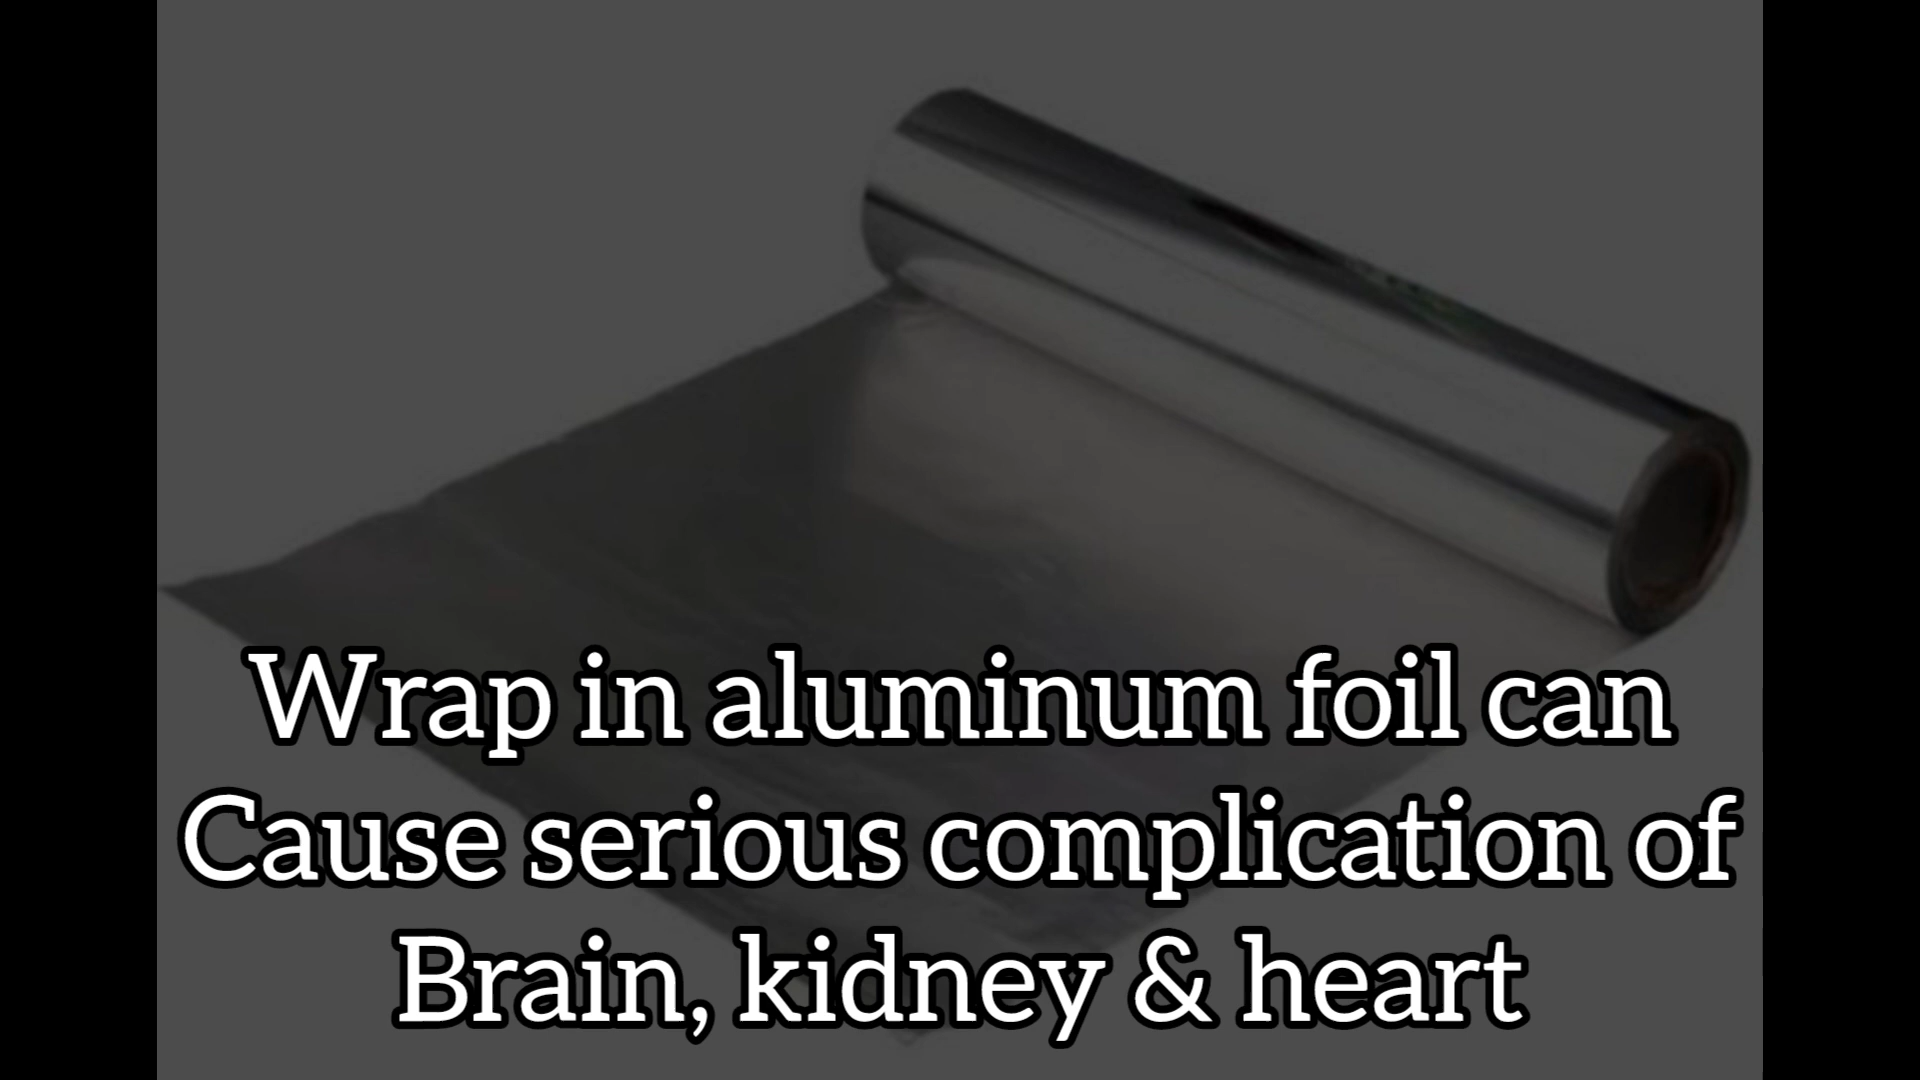 Wrap in aluminum foil can
Cause serious complication of
Brain, kidney & heart